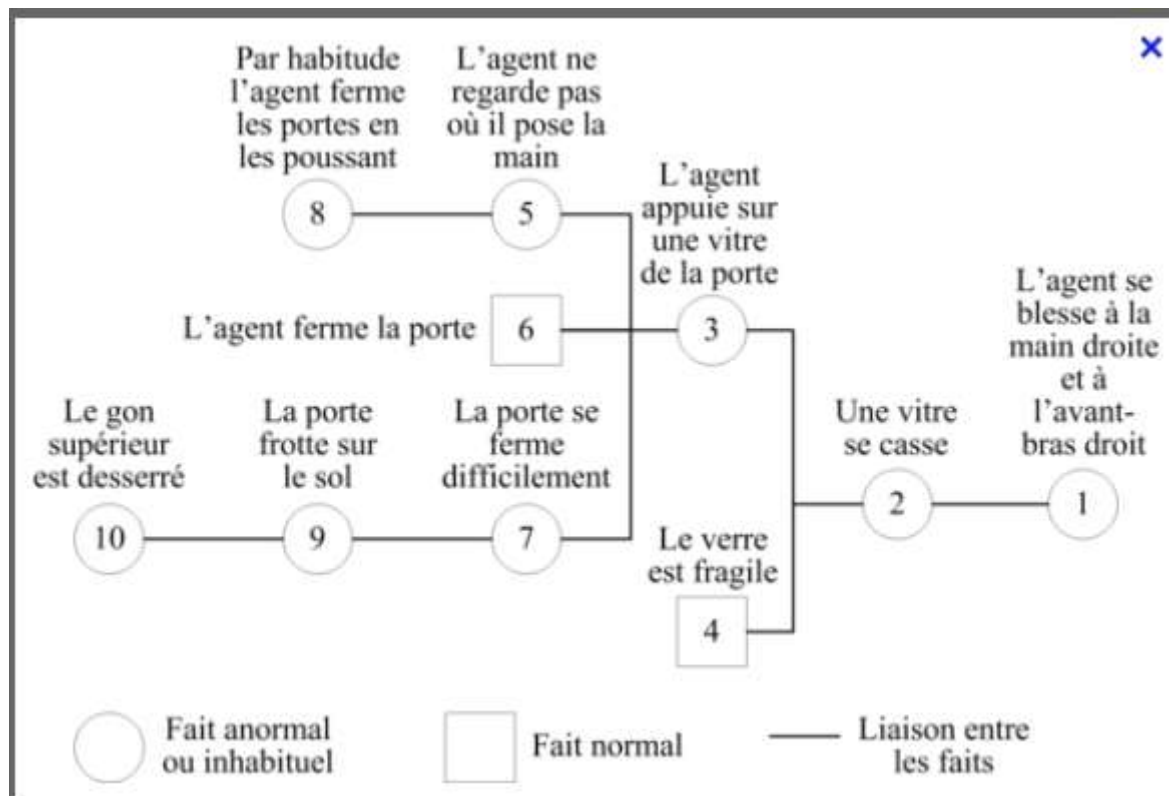 Par habitude
l'agent ferme
les portes en
les poussant
8
L'agent ne
regarde pas
où il pose la
main
5
L'agent ferme la porte
6
Le gon
supérieur
est desserré
10
La porte
frotte sur
le sol
9
La porte se
ferme
difficilement
7
L'agent
appuie sur
une vitre
de la porte
3
Le verre
est fragile
4
Une vitre
se casse
2
L'agent se
blesse à la
main droite
et à
l'avant-
bras droit
1
Fait anormal
ou inhabituel
Fait normal
Liaison entre
les faits